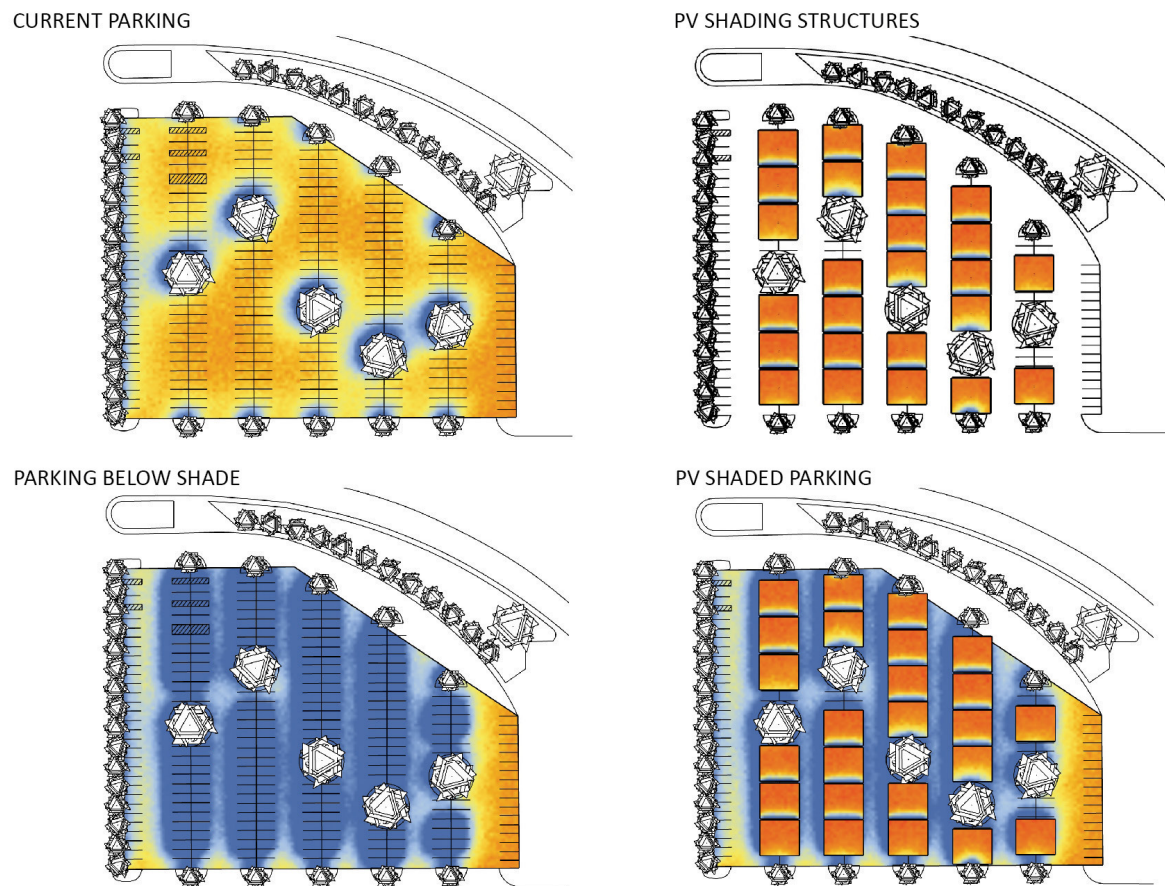 CURRENT PARKING
PV SHADING STRUCTURES
PARKING BELOW SHADE
PV SHADED PARKING